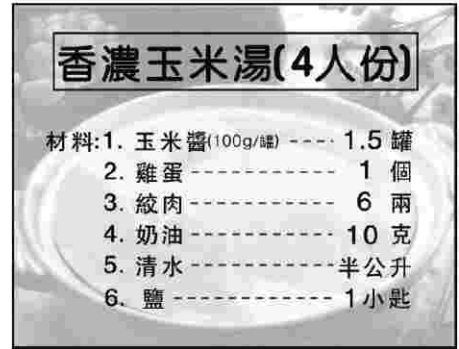 香濃玉米湯(4人份)
材料:1. 玉米醬(100g/罐) ---- 1.5 罐
2. 雞蛋 ----------- 1 個
3. 絞肉 ----------- 6 兩
4. 奶油 ----------- 10 克
5. 清水 ----------- 半公升
6. 鹽 ------------ 1小匙